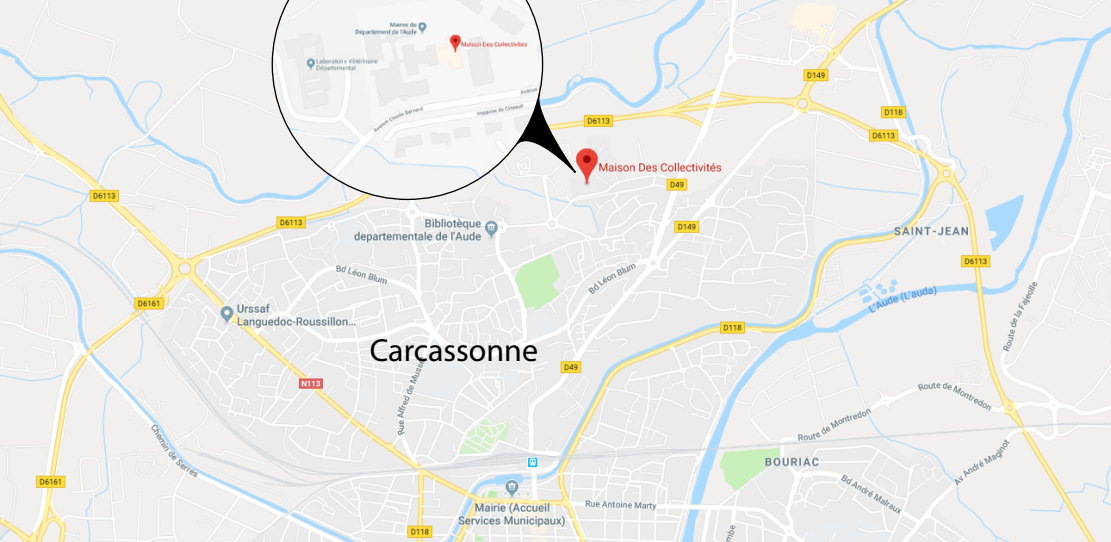 Mairies du
Département de l'Aude
Maison Des Collectivités
Laboratoire Vétérinaire
Départemental
Avenue
Avenue Claude Bernard
Impasse de
D149
D6113
D118
D6113
Maison Des Collectivités
D49
D6113
D6113
Bibliotèque
departementale de l'Aude
D149
SAINT-JEAN
D6113
Bd Léon Blum
Bd Léon Blum
D6161
L'Aude (L'auda)
Urssaf
Languedoc-Roussillon...
Route de la Fajeolle
D118
Carcassonne
D49
N113
Rue Alfred de Musset
Route de Montredon
Route de Montredon
Chemin de Serres
BOURIAC
Av André Maginot
D6161
Bd André Malraux
Mairie (Accueil
Services Municipaux)
Rue Antoine Marty
D118